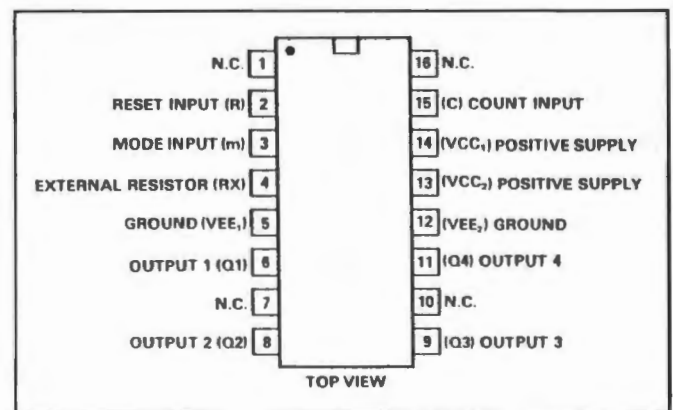 N.C. 1 16 N.C.
RESET INPUT (R) 2 15 (C) COUNT INPUT
MODE INPUT (m) 3 14 (VCC₁) POSITIVE SUPPLY
EXTERNAL RESISTOR (RX) 4 13 (VCC₂) POSITIVE SUPPLY
GROUND (VEE₁) 5 12 (VEE₂) GROUND
OUTPUT 1 (Q1) 6 11 (Q4) OUTPUT 4
N.C. 7 10 N.C.
OUTPUT 2 (Q2) 8 9 (Q3) OUTPUT 3
TOP VIEW